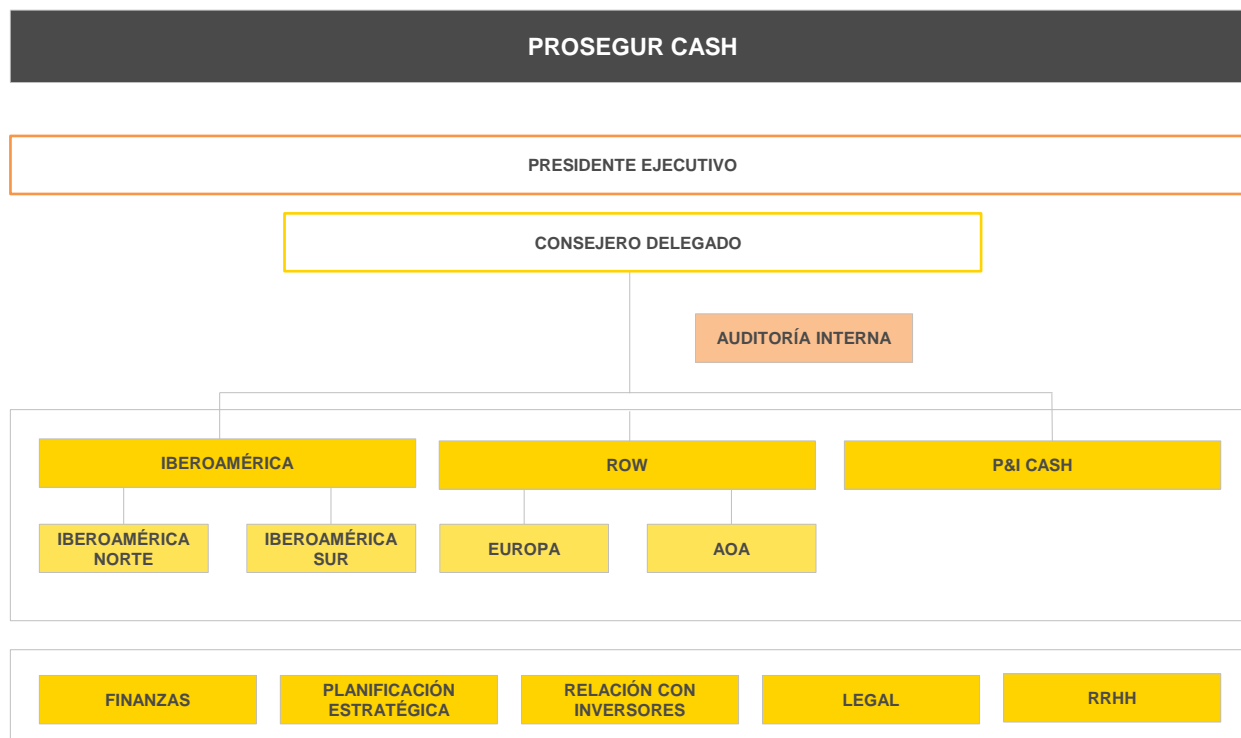 PROSEGUR CASH
PRESIDENTE EJECUTIVO
CONSEJERO DELEGADO
AUDITORÍA INTERNA
IBEROAMÉRICA
ROW
P&I CASH
IBEROAMÉRICA
NORTE
IBEROAMÉRICA
SUR
EUROPA
AOA
FINANZAS
PLANIFICACIÓN
ESTRATÉGICA
RELACIÓN CON
INVERSORES
LEGAL
RRHH